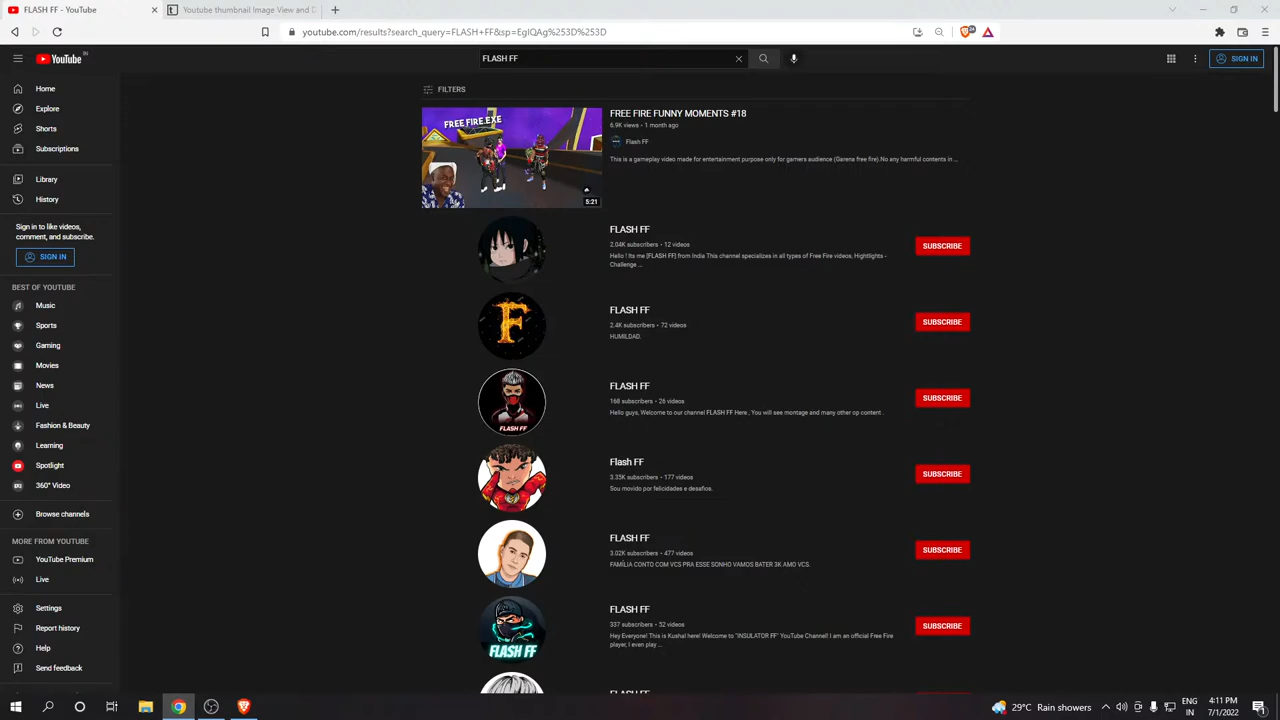 FLASH FF - YouTube
Youtube thumbnail Image View and D
youtube.com/results?search_query=FLASH+FF&sp=EgIQAg%253D%253D
24
YouTube IN
FLASH FF
SIGN IN
Home
Explore
Shorts
Subscriptions
Library
History
Sign in to like videos,
comment, and subscribe.
SIGN IN
BEST OF YOUTUBE
Music
Sports
Gaming
Movies
News
Live
Fashion & Beauty
Learning
Spotlight
360° Video
Browse channels
MORE FROM YOUTUBE
YouTube Premium
Live
Settings
Report history
Send feedback
FILTERS
FREE FIRE.EXE
5:21
FREE FIRE FUNNY MOMENTS #18
6.9K views • 1 month ago
Flash FF
This is a gameplay video made for entertainment purpose only for gamers audience (Garena free fire).No any harmful contents in ...
FLASH FF
2.04K subscribers • 12 videos
Hello ! Its me [FLASH FF] from India This channel specializes in all types of Free Fire videos, Hightlights -
Challenge ...
SUBSCRIBE
F
FLASH FF
2.4K subscribers • 72 videos
HUMILDAD.
SUBSCRIBE
FLASH FF
FLASH FF
168 subscribers • 26 videos
Hello guys, Welcome to our channel FLASH FF Here , You will see montage and many other op content .
SUBSCRIBE
Flash FF
3.35K subscribers • 177 videos
Sou movido por felicidades e desafios.
SUBSCRIBE
FLASH FF
3.02K subscribers • 477 videos
FAMÍLIA CONTO COM VCS PRA ESSE SONHO VAMOS BATER 3K AMO VCS.
SUBSCRIBE
FLASH FF
FLASH FF
337 subscribers • 52 videos
Hey Everyone! This is Kushal here! Welcome to "INSULATOR FF" YouTube Channel! I am an official Free Fire
player, I even play ...
SUBSCRIBE
FLASH FF
29°C Rain showers
ENG
IN
4:11 PM
7/1/2022